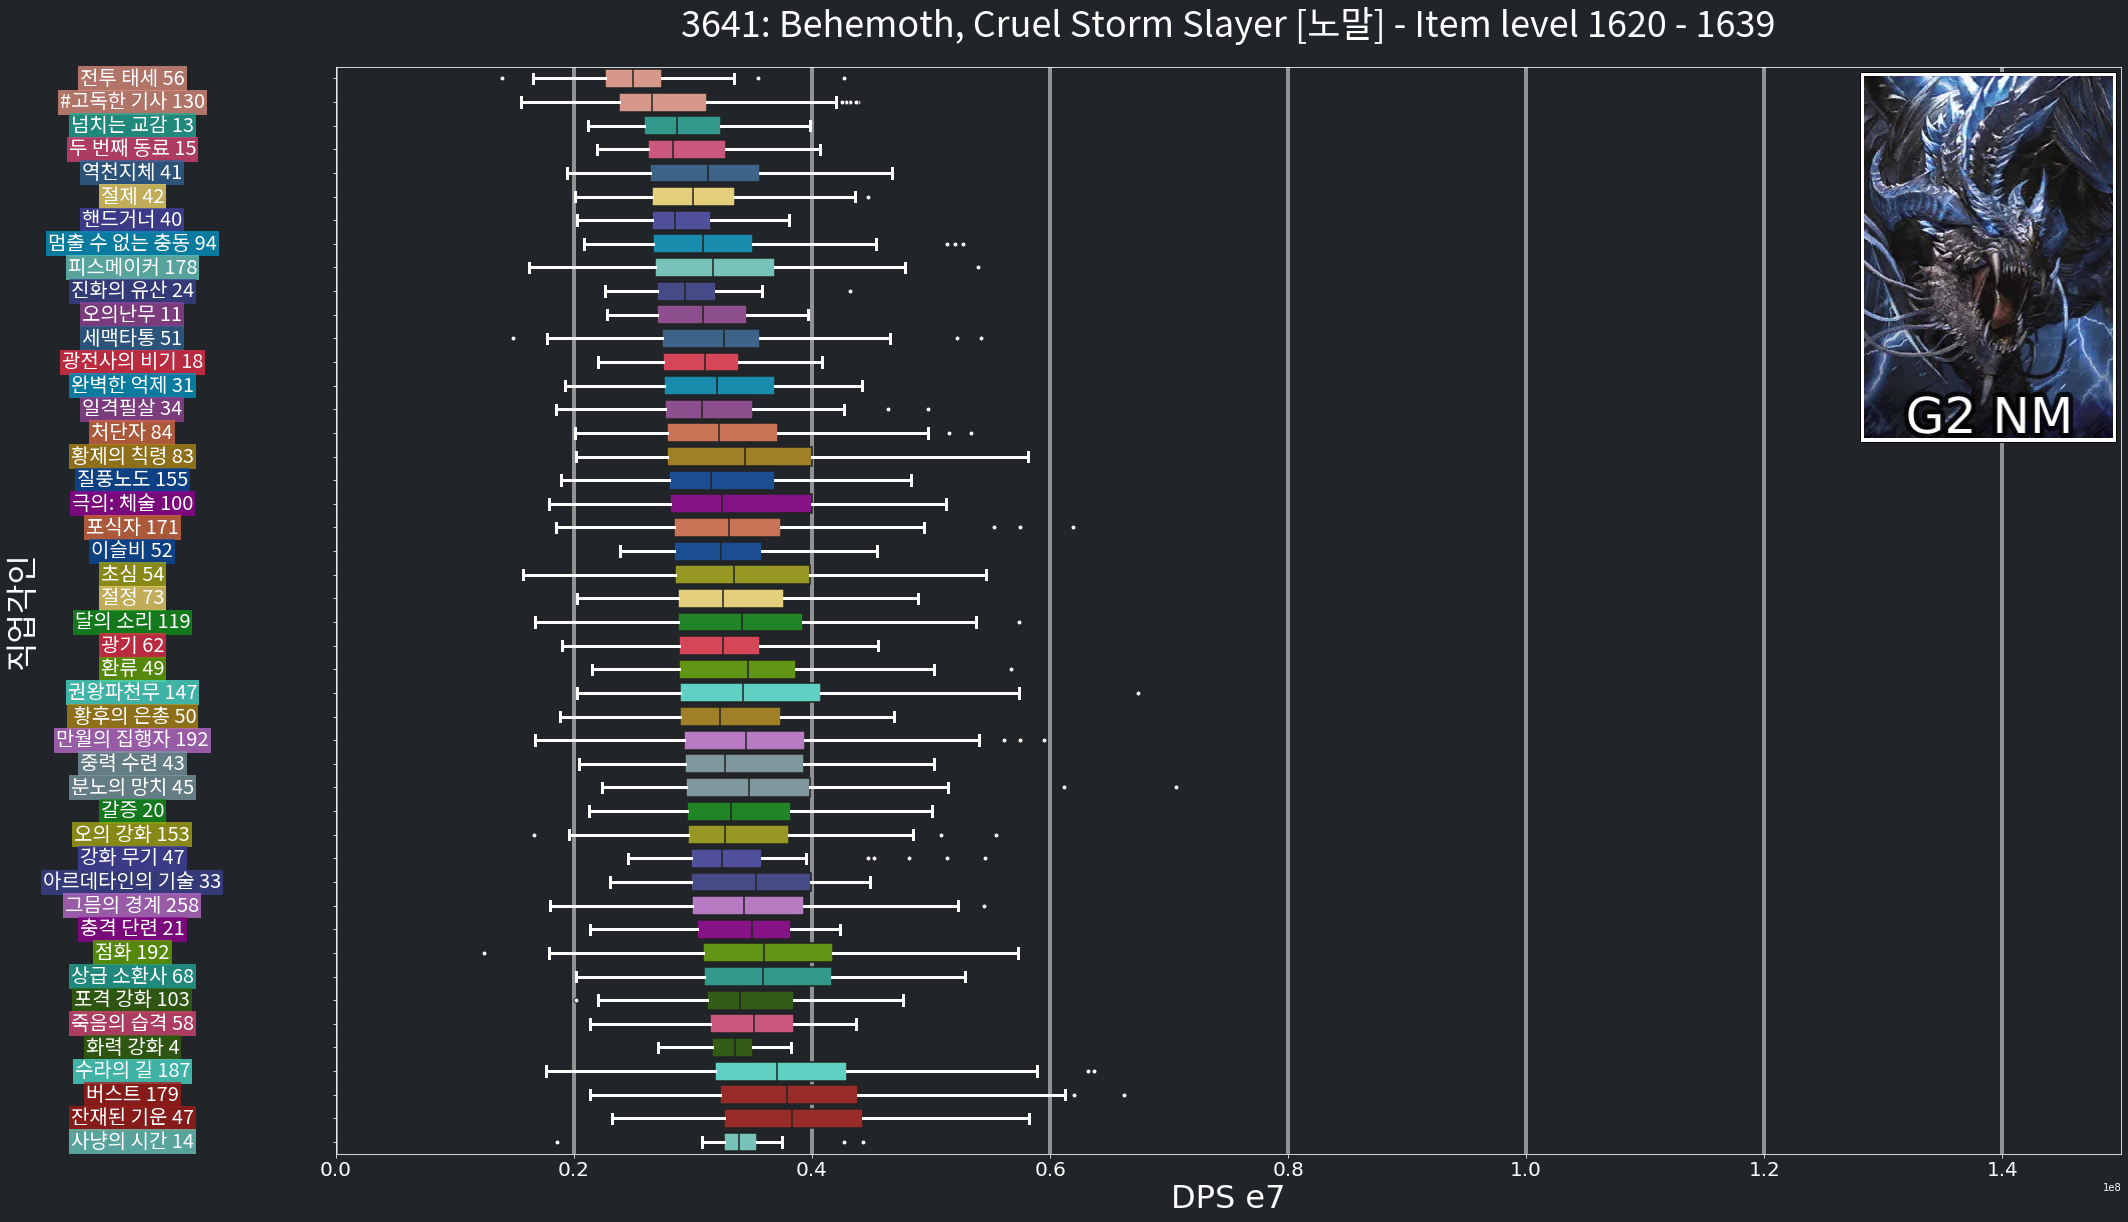 3641: Behemoth, Cruel Storm Slayer [노말] - Item level 1620 - 1639
직업각인
전투 태세 56
#고독한 기사 130
넘치는 교감 13
두 번째 동료 15
역천지체 41
절제 42
핸드거너 40
멈출 수 없는 충동 94
피스메이커 178
진화의 유산 24
오의난무 11
세맥타통 51
광전사의 비기 18
완벽한 억제 31
일격필살 34
처단자 84
황제의 칙령 83
질풍노도 155
극의: 체술 100
포식자 171
이슬비 52
초심 54
절정 73
달의 소리 119
광기 62
환류 49
권왕파천무 147
황후의 은총 50
만월의 집행자 192
중력 수련 43
분노의 망치 45
갈증 20
오의 강화 153
강화 무기 47
아르데타인의 기술 33
그믐의 경계 258
충격 단련 21
점화 192
상급 소환사 68
포격 강화 103
죽음의 습격 58
화력 강화 4
수라의 길 187
버스트 179
잔재된 기운 47
사냥의 시간 14
G2 NM
0.0 0.2 0.4 0.6 0.8 1.0 1.2 1.4
1e8
DPS e7